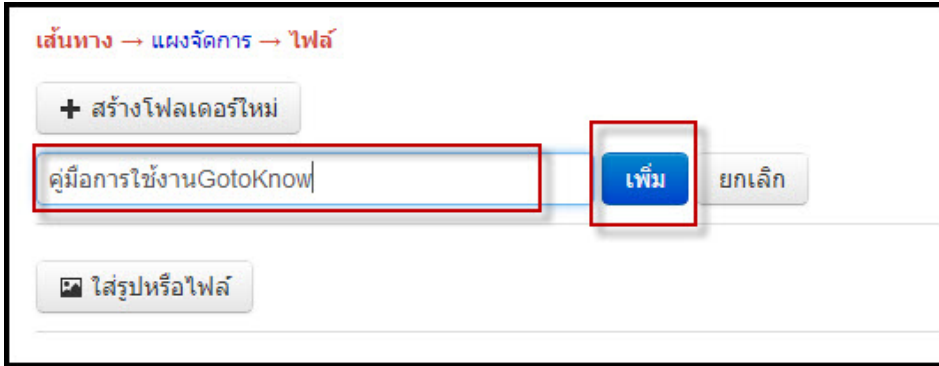 เส้นทาง → แผงจัดการ → ไฟล์
+ สร้างโฟลเดอร์ใหม่
คู่มือการใช้งานGotoKnow เพิ่ม ยกเลิก
ใส่รูปหรือไฟล์